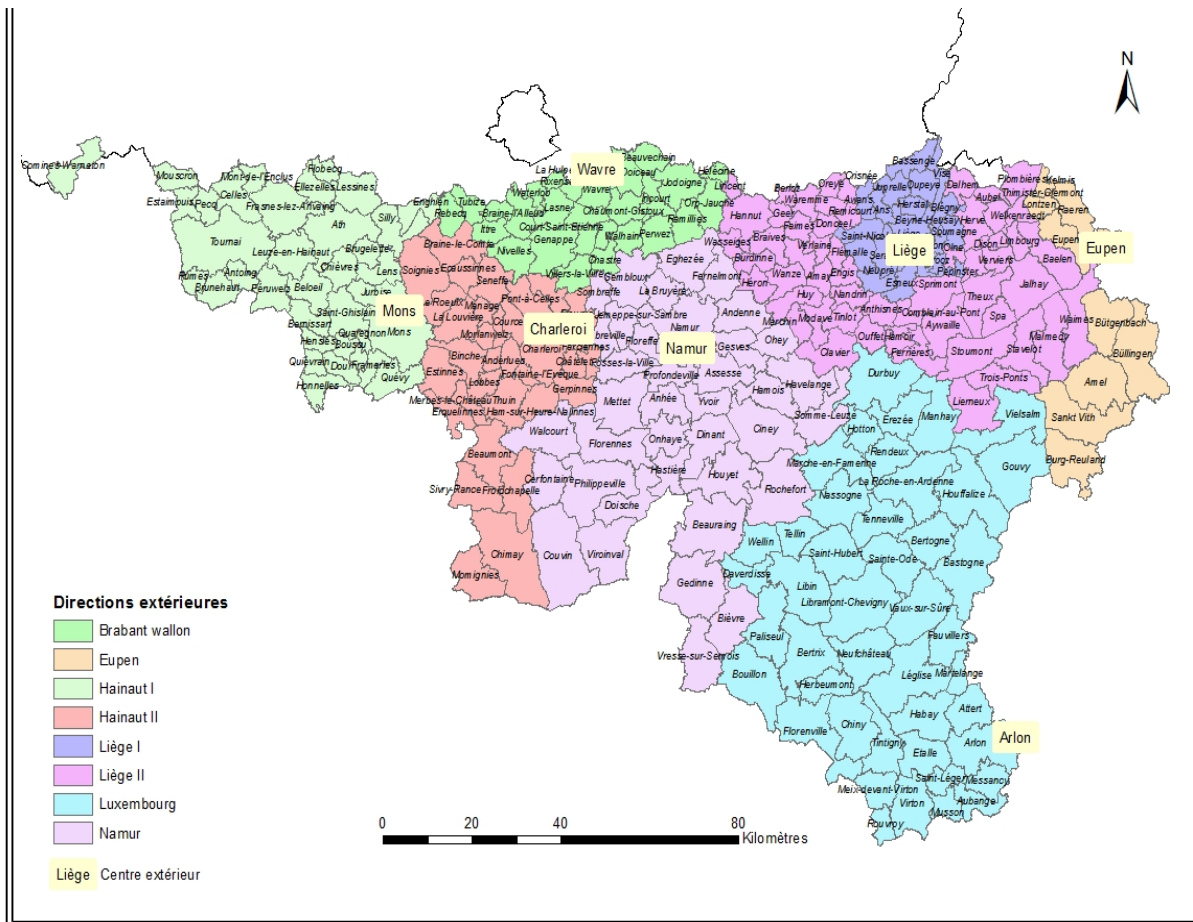 N
Comines-Warneton
Mouscron
Estaimpuis
Pecq
Celles
Mont-de-l'Enclus
Frasnes-lez-Anvaing
Ellezelles
Flobecq
Lessines
Ath
Silly
Enghien
Rebecq
Tubize
Tournai
Leuze-en-Hainaut
Brugelette
Chièvres
Lens
Rumes
Brunehaut
Antoing
Péruwelz
Beloeil
Jurbise
Saint-Ghislain
Bernissart
Quaregnon
Mons
Hensies
Boussu
Quiévrain
Dour
Frameries
Honnelles
Quévy
Mons
La Hulpe
Rixensart
Wavre
Beauvechain
Waterloo
Wavre
Jodoigne
Hélécine
Lasne
Incourt
Orp-Jauche
Ittre
Braine-l'Alleud
Chaumont-Gistoux
Court-Saint-Etienne
Ramillies
Nivelles
Genappe
Walhain
Perwez
Chastre
Villers-la-Ville
Braine-le-Comte
Soignies
Ecaussinnes
Seneffe
Manage
Pont-à-Celles
La Louvière
Morlanwelz
Charleroi
Charleroi
Binche
Anderlues
Châtelet
Estinnes
Fontaine-l'Evêque
Lobbes
Gerpinnes
Merbes-le-Château
Thuin
Erquelinnes
Ham-sur-Heure-Nalinnes
Beaumont
Sivry-Rance
Froidchapelle
Chimay
Momignies
Gembloux
Eghezée
Fernelmont
Sombreffe
La Bruyère
Jemeppe-sur-Sambre
Andenne
Namur
Namur
Floreffe
Gesves
Ohey
Fosses-la-Ville
Profondeville
Assesse
Mettet
Anhée
Yvoir
Hamois
Havelange
Somme-Leuze
Walcourt
Florennes
Onhaye
Dinant
Ciney
Cerfontaine
Philippeville
Hastière
Houyet
Rochefort
Doische
Couvin
Viroinval
Beauraing
Gedinne
Bièvre
Vresse-sur-Semois
Lincent
Hannut
Berloz
Waremme
Oreye
Crisnée
Geer
Faimes
Remicourt
Donceel
Wasseiges
Braives
Verlaine
Burdinne
Wanze
Amay
Engis
Héron
Huy
Nandrin
Marchin
Modave
Tinlot
Anthisnes
Clavier
Ouffet
Hamoir
Ferrières
Comblain-au-Pont
Aywaille
Sprimont
Theux
Spa
Jalhay
Stoumont
Stavelot
Malmedy
Waimes
Trois-Ponts
Lierneux
Bassenge
Visé
Juprelle
Oupeye
Dalhem
Awans
Ans
Herstal
Blégny
Beyne-Heusay
Soumagne
Saint-Nicolas
Liège
Flémalle
Neupré
Esneux
Olne
Pepinster
Herve
Aubel
Plombières
Thimister-Clermont
Welkenraedt
Dison
Limbourg
Verviers
Baelen
Kelmis
Lontzen
Raeren
Eupen
Eupen
Bütgenbach
Büllingen
Amel
Sankt Vith
Burg-Reuland
Durbuy
Hotton
Erezée
Manhay
Vielsalm
Marche-en-Famenne
Rendeux
Gouvy
Nassogne
La Roche-en-Ardenne
Houffalize
Tenneville
Wellin
Tellin
Bertogne
Saint-Hubert
Sainte-Ode
Bastogne
Daverdisse
Libin
Libramont-Chevigny
Vaux-sur-Sûre
Paliseul
Fauvillers
Bertrix
Neufchâteau
Bouillon
Léglise
Martelange
Herbeumont
Habay
Attert
Florenville
Chiny
Arlon
Arlon
Tintigny
Etalle
Saint-Léger
Messancy
Meix-devant-Virton
Virton
Musson
Aubange
Rouvroy
Directions extérieures
Brabant wallon
Eupen
Hainaut I
Hainaut II
Liège I
Liège II
Luxembourg
Namur
Liège Centre extérieur
0 20 40 80
Kilomètres